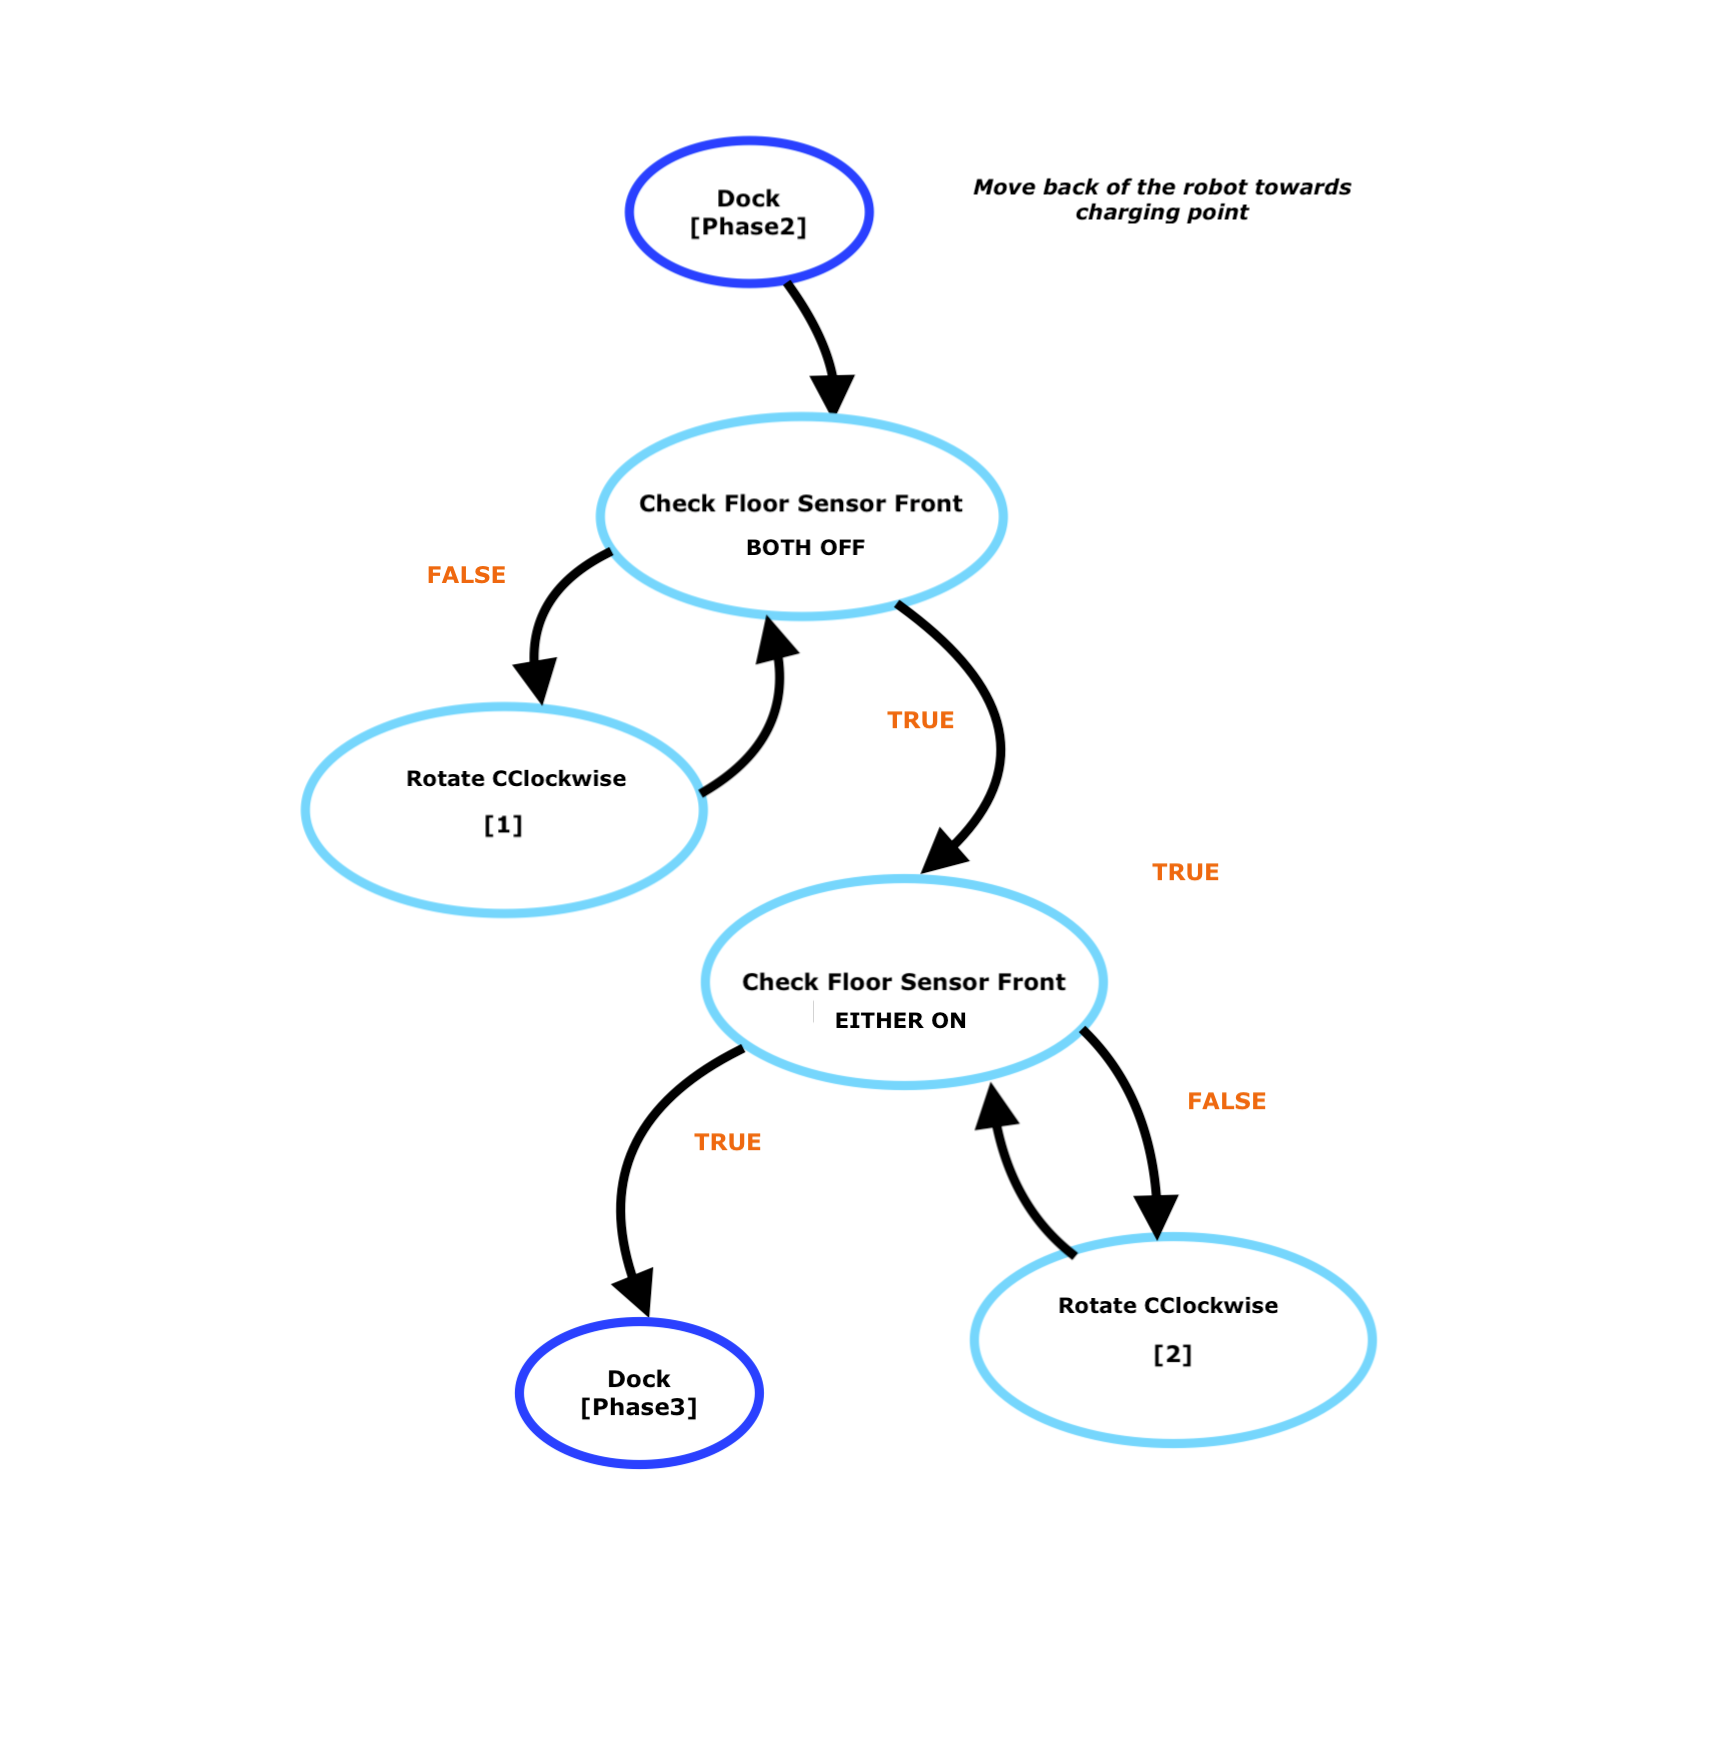 Dock
[Phase2]
Move back of the robot towards
charging point
Check Floor Sensor Front
BOTH OFF
FALSE
TRUE
Rotate CClockwise
[1]
TRUE
Check Floor Sensor Front
EITHER ON
FALSE
TRUE
Rotate CClockwise
[2]
Dock
[Phase3]